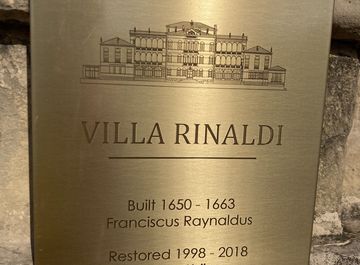 VILLA RINALDI
Built 1650 - 1663
Franciscus Raynaldus
Restored 1998 - 2018